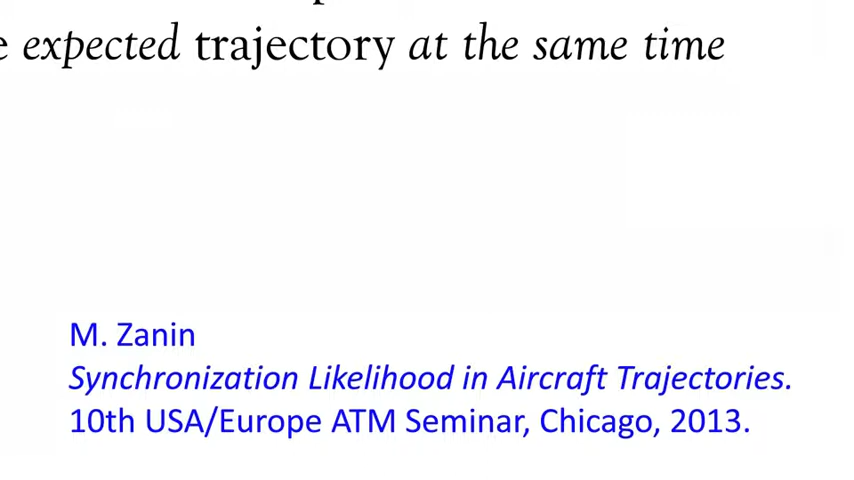 expected trajectory at the same time
M. Zanin
Synchronization Likelihood in Aircraft Trajectories.
10th USA/Europe ATM Seminar, Chicago, 2013.